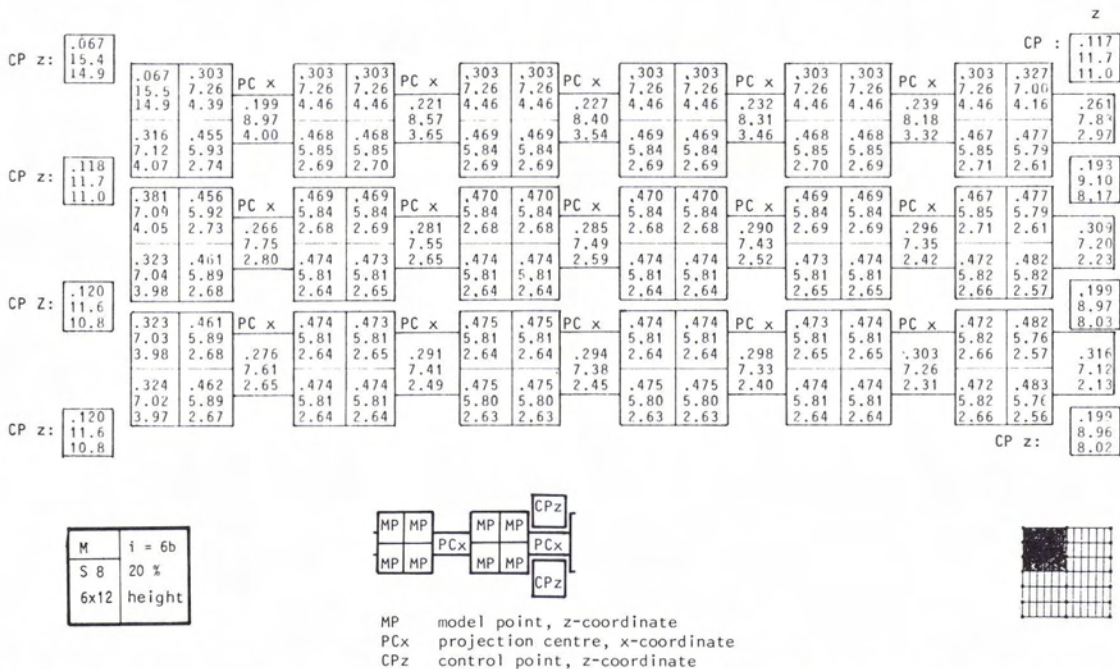 z
.067 CP : .117
CP z: 15.4 11.7
14.9 11.0
.067 .303 PC x .303 .303 PC x .303 .303 PC x .303 .303 PC x .303 .303 PC x .303 .327
15.5 7.26 7.26 7.26 7.26 7.26 7.26 7.26 7.26 7.26 7.26 7.00
14.9 4.39 .199 4.46 4.46 .221 4.46 4.46 .227 4.46 4.46 .232 4.46 4.46 .239 4.46 4.16 .261
8.97 8.57 8.40 8.31 8.18 7.83
.316 .455 4.00 .468 .468 3.65 .469 .469 3.54 .469 .469 3.46 .468 .468 3.32 .467 .477 2.97
7.12 5.93 5.85 5.85 5.84 5.84 5.84 5.84 5.85 5.85 5.85 5.79
4.07 2.74 2.69 2.70 2.69 2.69 2.69 2.69 2.70 2.69 2.71 2.61
.118 .193
CP z: 11.7 9.10
11.0 8.17
.381 .456 PC x .469 .469 PC x .470 .470 PC x .470 .470 PC x .469 .469 PC x .467 .477
7.09 5.92 5.84 5.84 5.84 5.84 5.84 5.84 5.84 5.84 5.85 5.79
4.05 2.73 .266 2.68 2.69 .281 2.68 2.68 .285 2.68 2.68 .290 2.69 2.69 .296 2.71 2.61 .309
7.75 7.55 7.49 7.43 7.35 7.20
.323 .461 2.80 .474 .473 2.65 .474 .474 2.59 .474 .474 2.52 .473 .473 2.42 .472 .482 2.23
7.04 5.89 5.81 5.81 5.81 5.81 5.81 5.81 5.81 5.81 5.82 5.82
3.98 2.68 2.64 2.65 2.64 2.64 2.64 2.64 2.65 2.65 2.66 2.57
.120 .199
CP Z: 11.6 8.97
10.8 8.03
.323 .461 PC x .474 .473 PC x .475 .475 PC x .474 .474 PC x .473 .474 PC x .472 .482
7.03 5.89 5.81 5.81 5.81 5.81 5.81 5.81 5.81 5.81 5.82 5.76
3.98 2.68 .276 2.64 2.65 .291 2.64 2.64 .294 2.64 2.64 .298 2.65 2.65 .303 2.66 2.57 .316
7.61 7.41 7.38 7.33 7.26 7.12
.324 .462 2.65 .474 .474 2.49 .475 .475 2.45 .475 .475 2.40 .474 .474 2.31 .472 .483 2.13
7.02 5.89 5.81 5.81 5.80 5.80 5.80 5.80 5.81 5.81 5.82 5.76
3.97 2.67 2.64 2.64 2.63 2.63 2.63 2.63 2.64 2.64 2.66 2.56
.120 .199
CP z: 11.6 CP z: 8.96
10.8 8.02
M i = 6b
S 8 20 %
6x12 height
CPz
MP MP MP MP
PCx PCx
MP MP MP MP
CPz
MP model point, z-coordinate
PCx projection centre, x-coordinate
CPz control point, z-coordinate